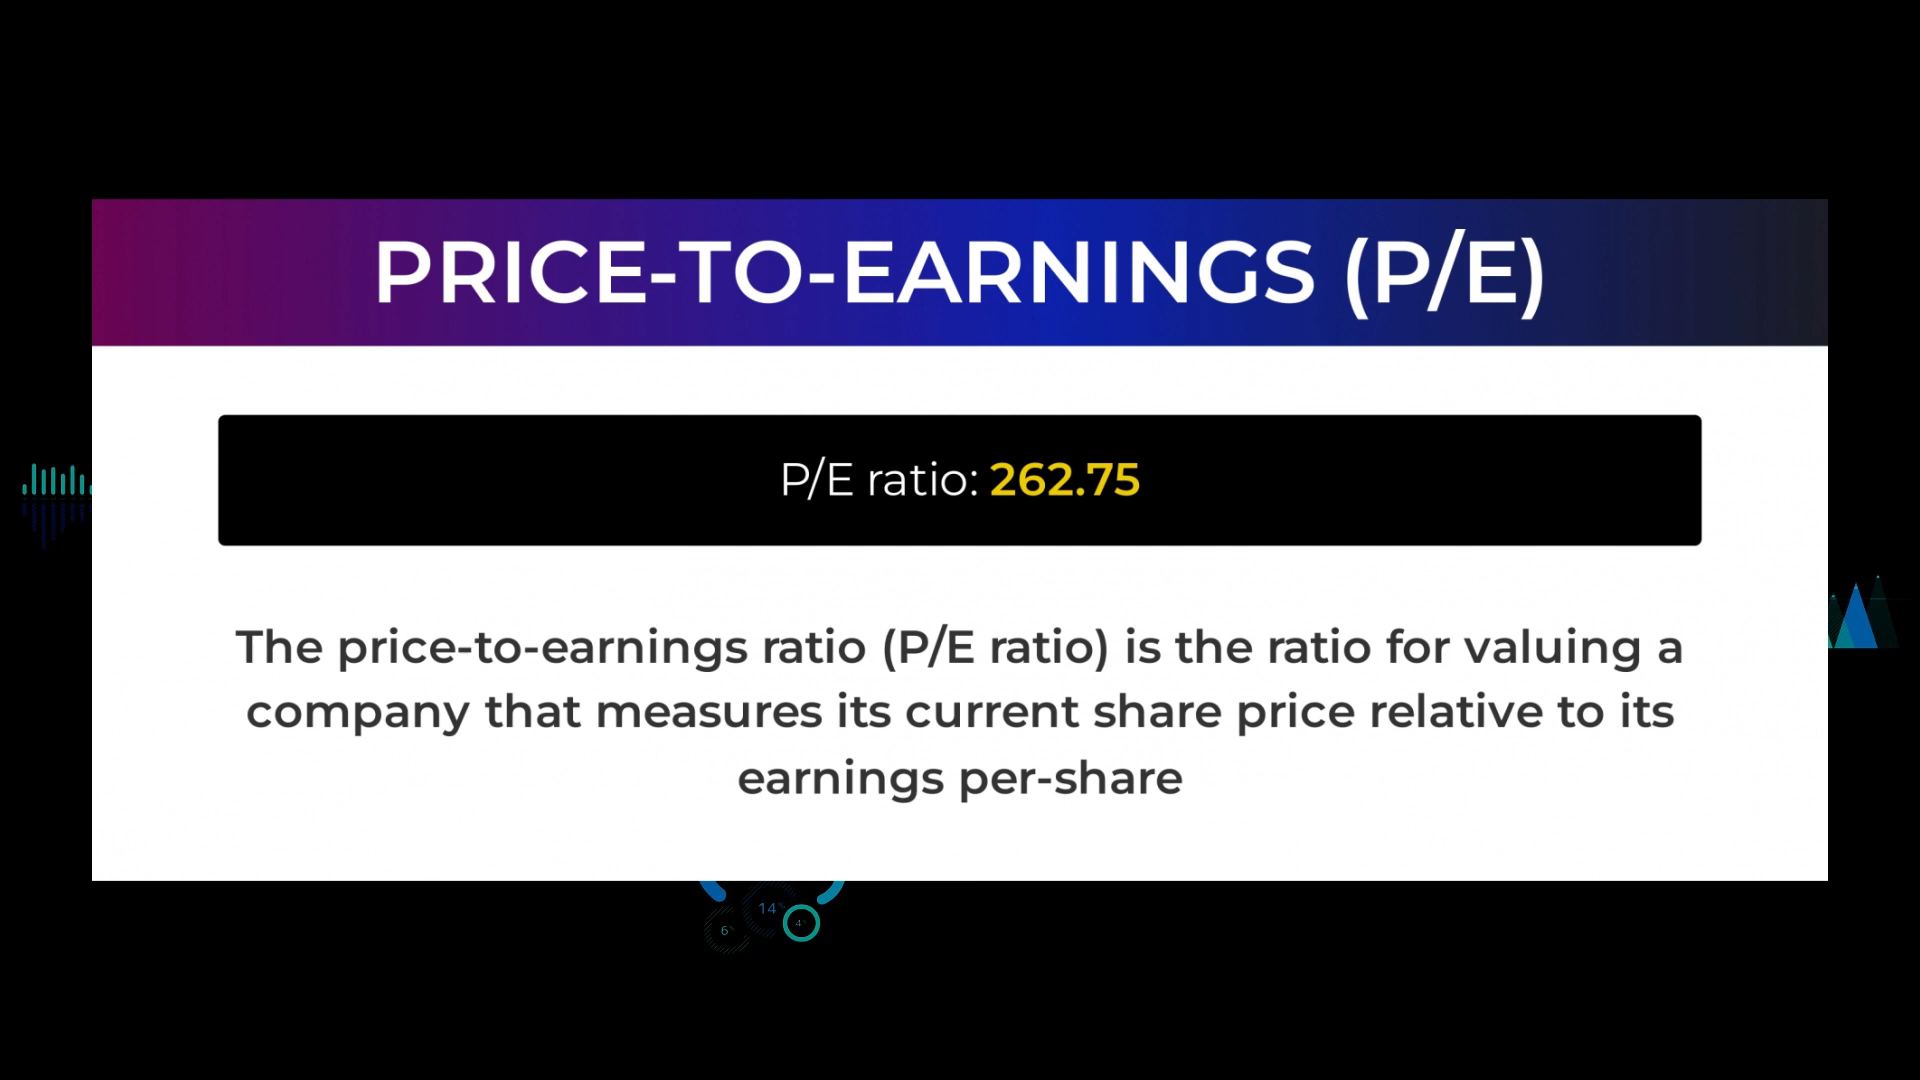 PRICE-TO-EARNINGS (P/E)
P/E ratio: 262.75
The price-to-earnings ratio (P/E ratio) is the ratio for valuing a
company that measures its current share price relative to its
earnings per-share
14%
6
4